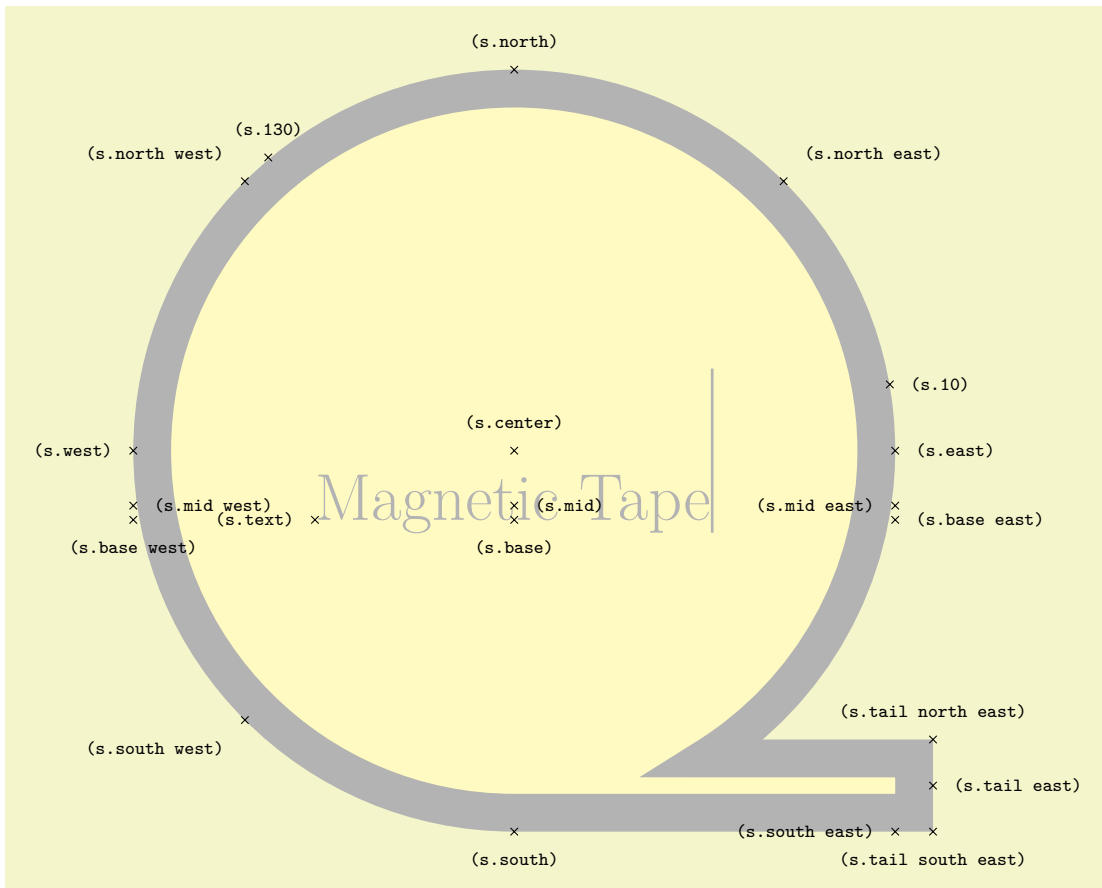 (s.north)
(s.130)
(s.north west)
(s.north east)
(s.10)
(s.center)
(s.west)
(s.east)
Magnetic Tape
(s.mid west)
(s.mid)
(s.mid east)
(s.text)
(s.base east)
(s.base west)
(s.base)
(s.tail north east)
(s.south west)
(s.tail east)
(s.south east)
(s.south)
(s.tail south east)